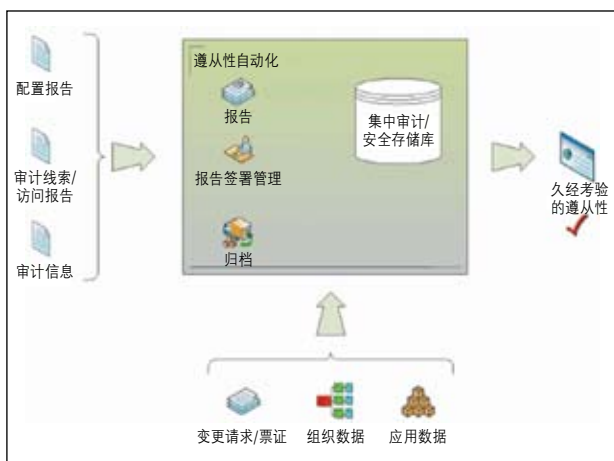 配置报告
审计线索/
访问报告
审计信息
遵从性自动化
报告
报告签署管理
归档
集中审计/
安全存储库
久经考验
的遵从性
变更请求/票证
组织数据
应用数据